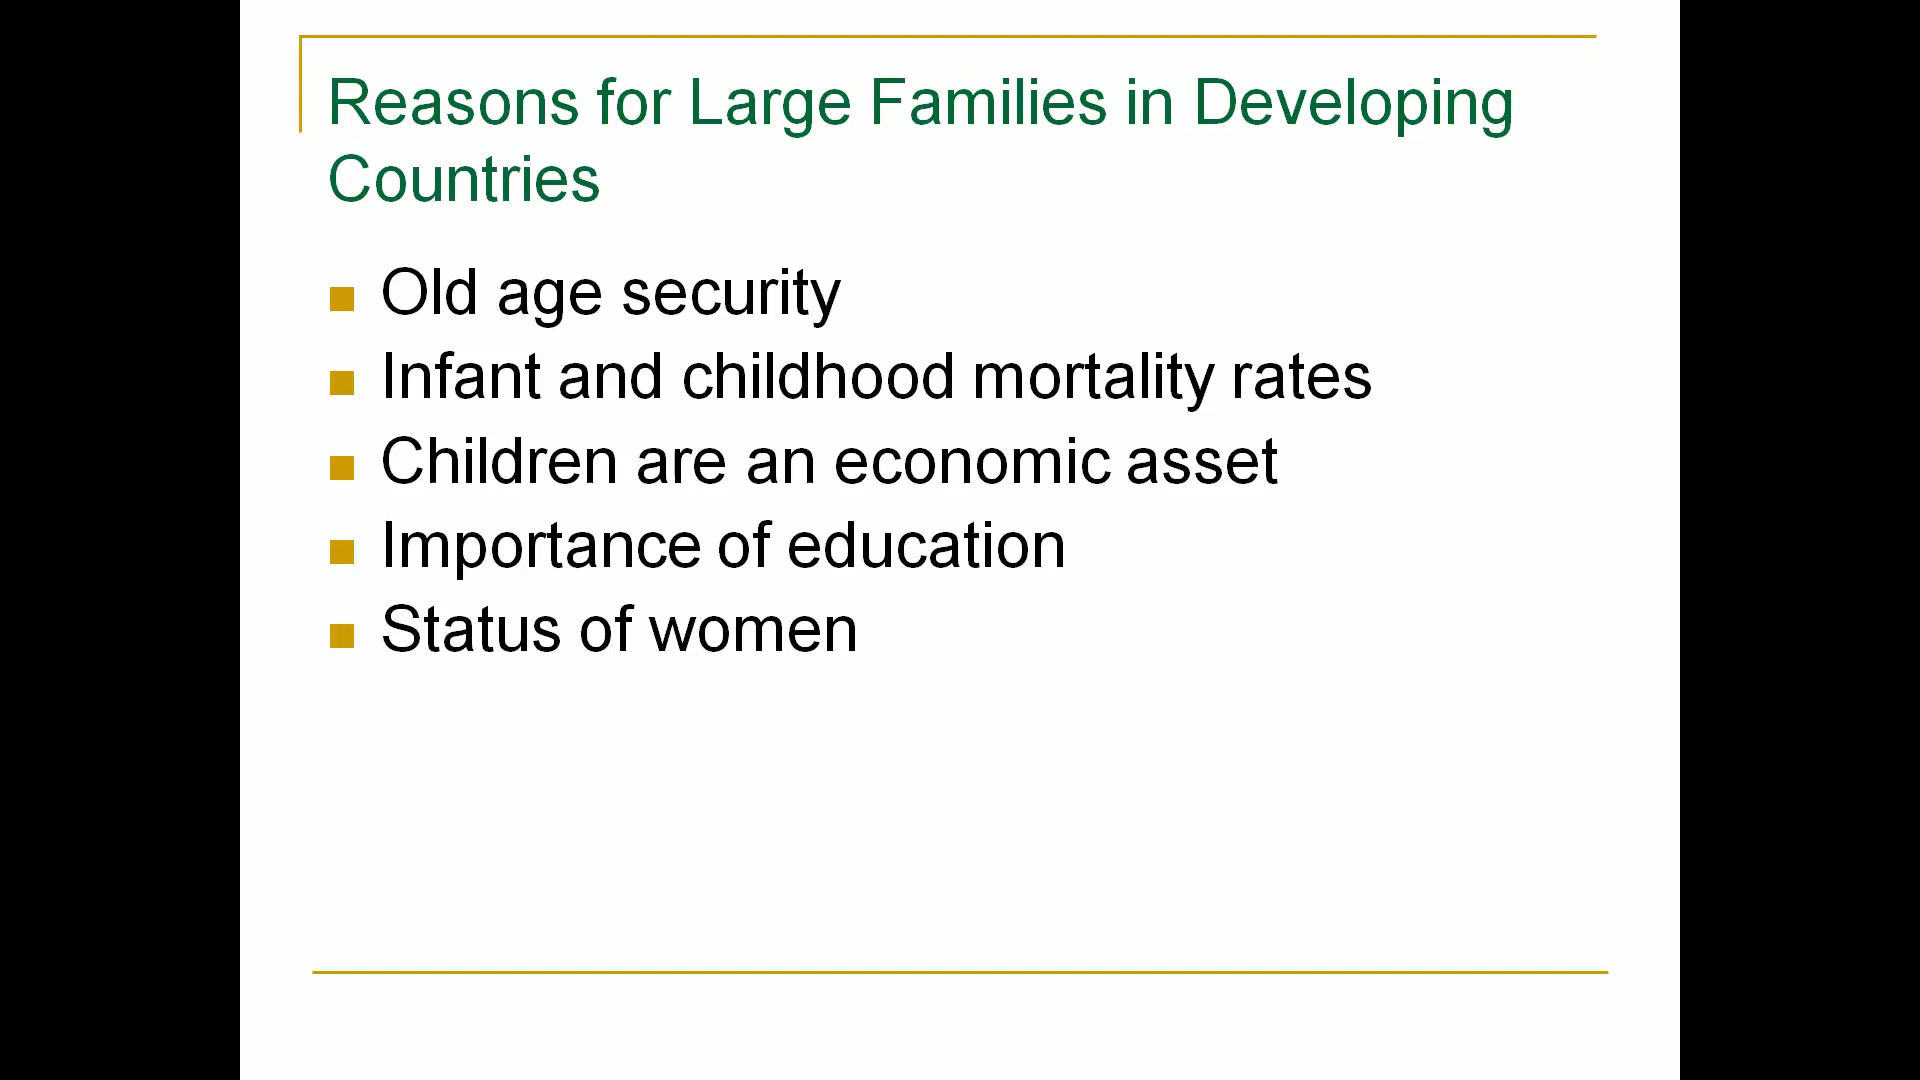 Reasons for Large Families in Developing
Countries
Old age security
Infant and childhood mortality rates
Children are an economic asset
Importance of education
Status of women